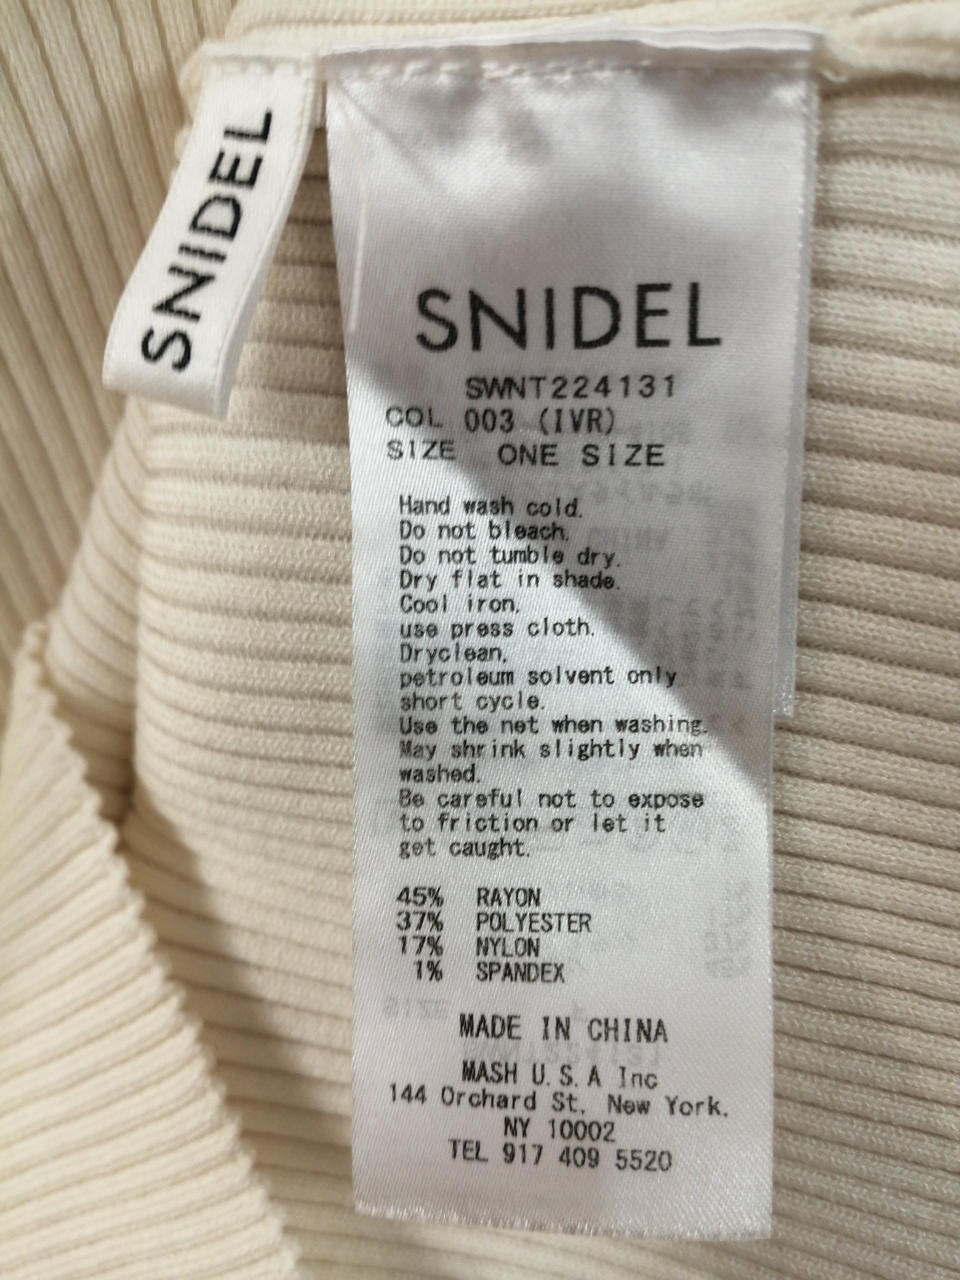 SNIDEL
SNIDEL
SWNT224131
COL 003 (IVR)
SIZE ONE SIZE
Hand wash cold.
Do not bleach.
Do not tumble dry.
Dry flat in shade.
Cool iron.
use press cloth.
Dryclean.
petroleum solvent only
short cycle.
Use the net when washing.
May shrink slightly when
washed.
Be careful not to expose
to friction or let it
get caught.
45% RAYON
37% POLYESTER
17% NYLON
1% SPANDEX
MADE IN CHINA
MASH U.S.A Inc
144 Orchard St. New York.
NY 10002
TEL 917 409 5520